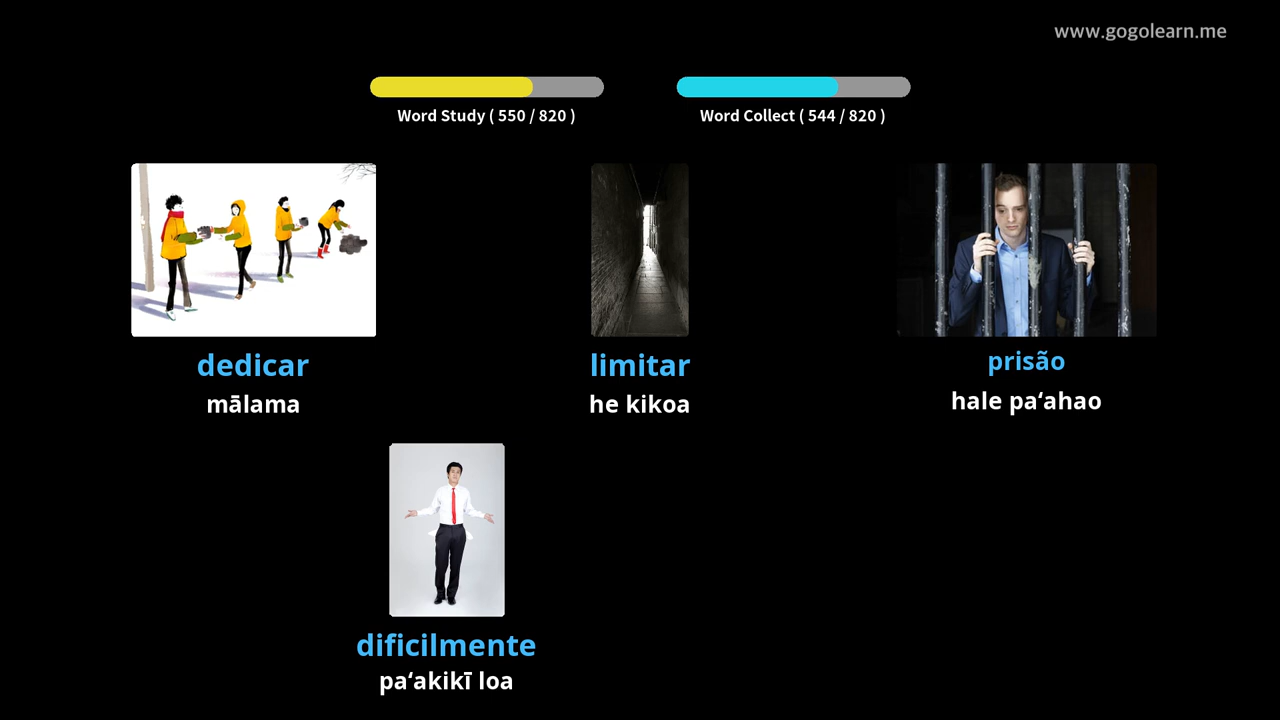 www.gogolearn.me
Word Study ( 550 / 820 )
Word Collect ( 544 / 820 )
dedicar
mālama
limitar
he kikoa
prisão
hale paʻahao
dificilmente
paʻakikī loa